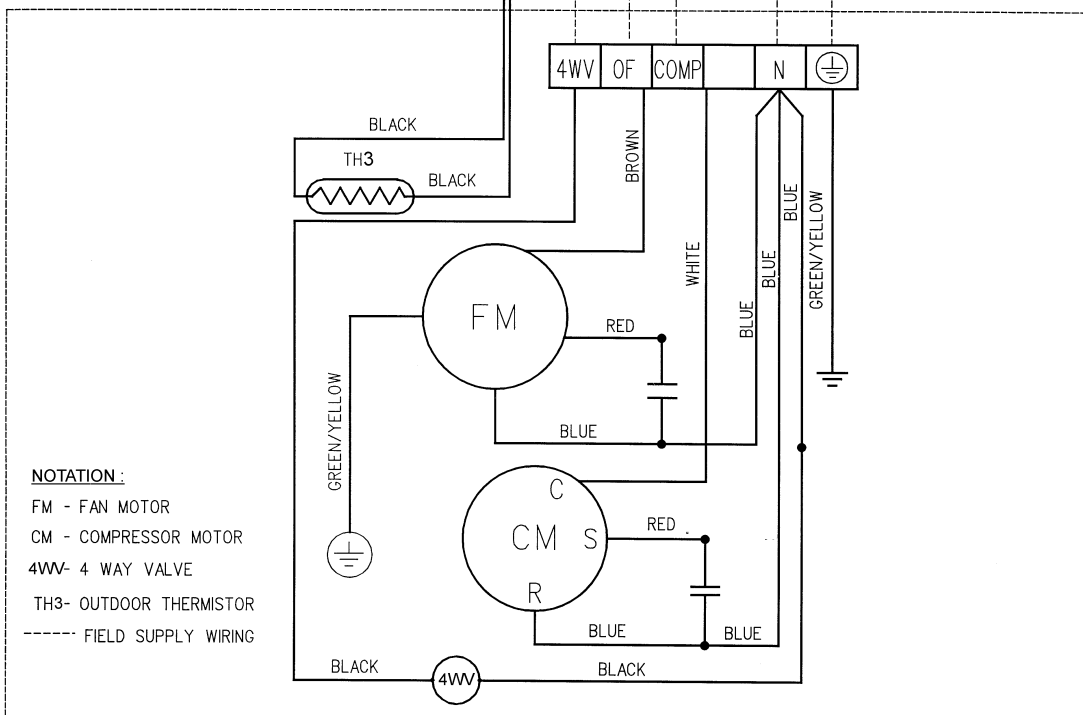 4WV OF COMP N
BLACK
TH3
BLACK
BROWN
WHITE
BLUE
BLUE
BLUE
GREEN/YELLOW
FM
RED
GREEN/YELLOW
BLUE
C
CM S
R
RED
BLUE
BLUE
NOTATION :
FM - FAN MOTOR
CM - COMPRESSOR MOTOR
4WV- 4 WAY VALVE
TH3- OUTDOOR THERMISTOR
------ FIELD SUPPLY WIRING
BLACK
4WV
BLACK